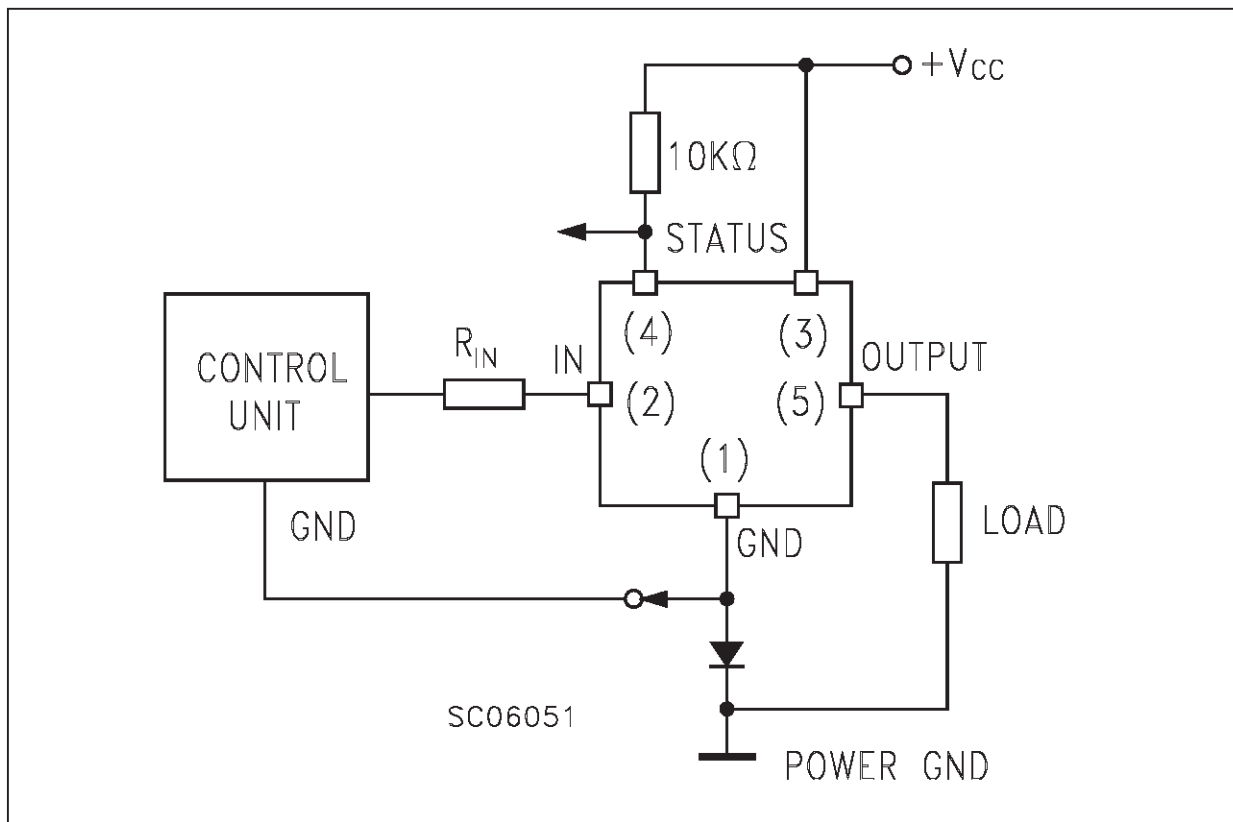 +VCC
10KΩ
STATUS
(4)
(3)
CONTROL
UNIT
RIN
IN
(2)
(5)
OUTPUT
(1)
GND
GND
LOAD
SC06051
POWER GND